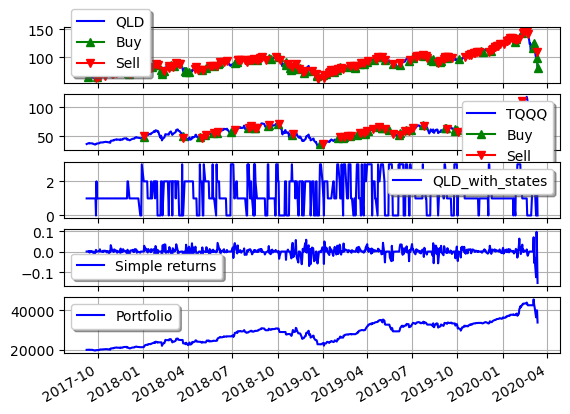 150
100
QLD
Buy
Sell
100
50
TQQQ
Buy
Sell
2
0
QLD_with_states
0.1
0.0
−0.1
Simple returns
40000
20000
Portfolio
2017-10 2018-01 2018-04 2018-07 2018-10 2019-01 2019-04 2019-07 2019-10 2020-01 2020-04